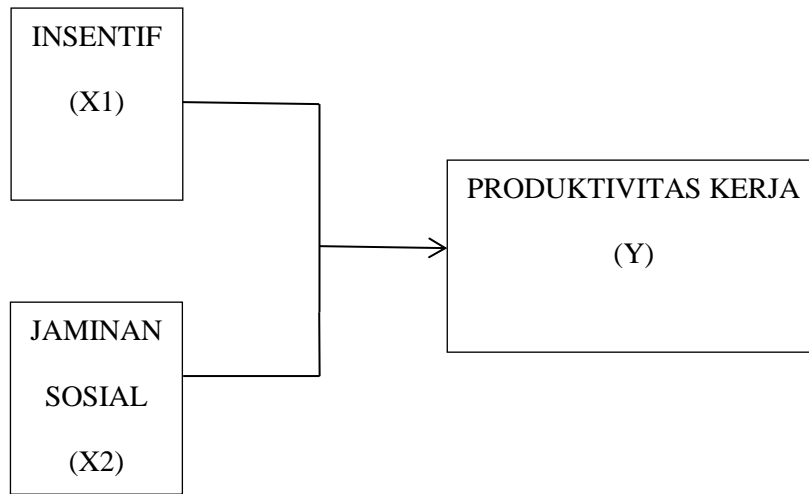 INSENTIF
(X1)
PRODUKTIVITAS KERJA
(Y)
JAMINAN
SOSIAL
(X2)